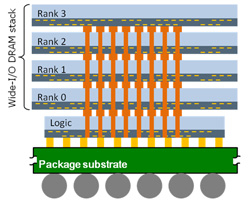 Wide-I/O DRAM stack
Rank 3
Rank 2
Rank 1
Rank 0
Logic
Package substrate